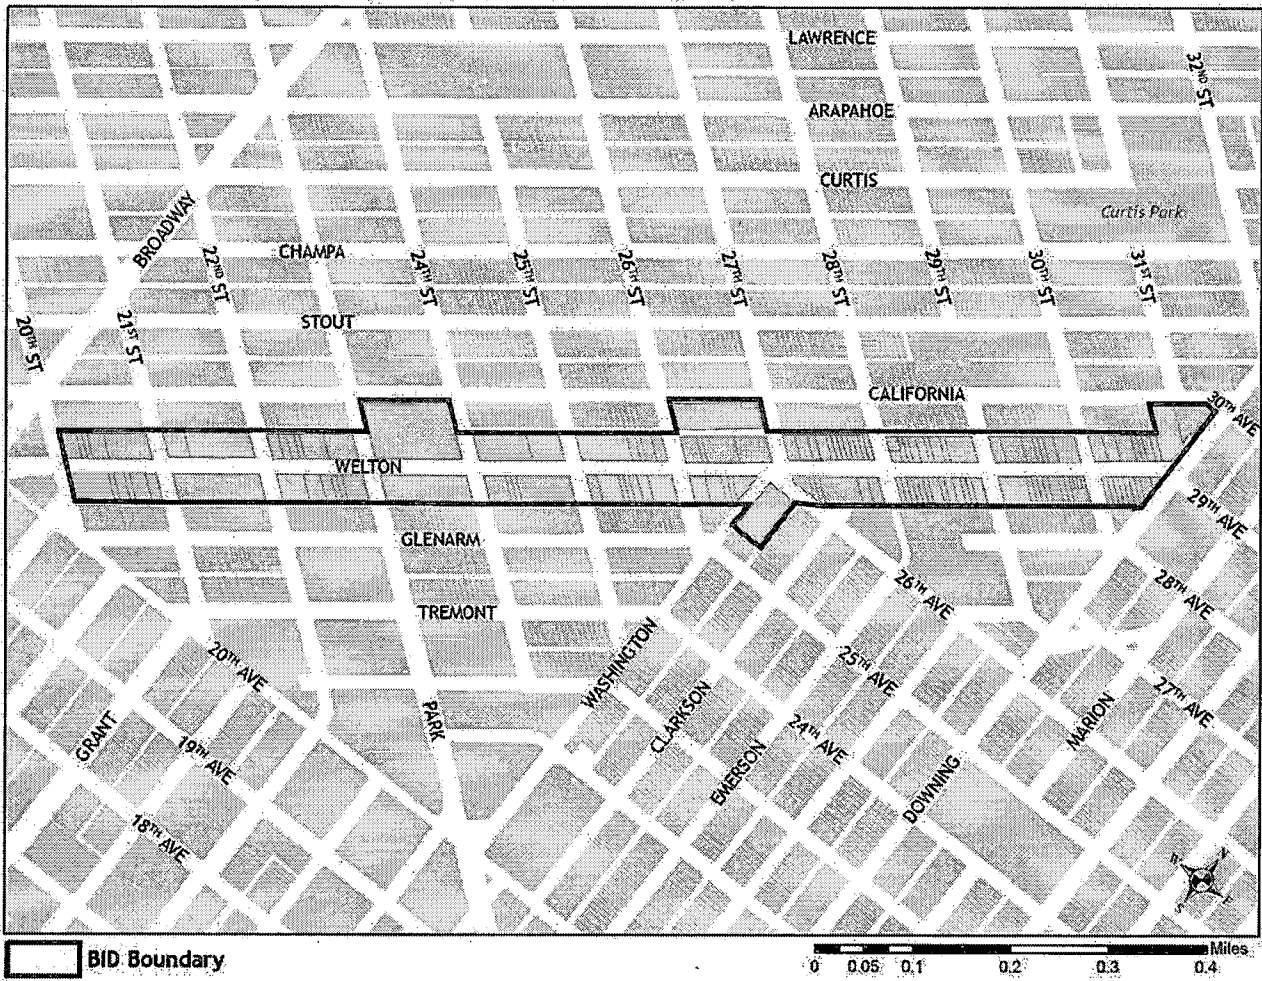 LAWRENCE
32ND ST
ARAPAHOE
CURTIS
Curtis Park
BROADWAY
CHAMPA
22ND ST
24TH ST
25TH ST
26TH ST
27TH ST
28TH ST
29TH ST
30TH ST
31ST ST
20TH ST
21ST ST
STOUT
CALIFORNIA
30TH AVE
WELTON
29TH AVE
GLENARM
26TH AVE
28TH AVE
TREMONT
WASHINGTON
20TH AVE
25TH AVE
27TH AVE
PARK
CLARKSON
MARION
GRANT
19TH AVE
24TH AVE
EMERSON
DOWNING
18TH AVE
N
W
E
S
BID Boundary
Miles
0 0.05 0.1 0.2 0.3 0.4